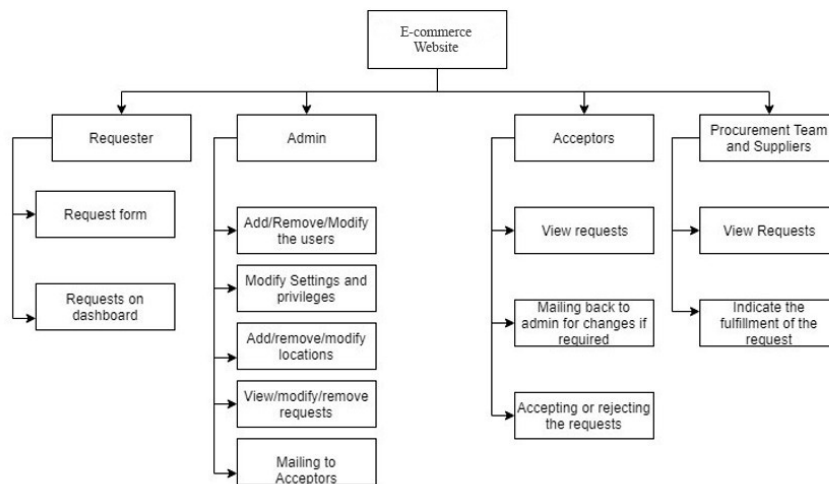 E-commerce
Website
Requester
Admin
Acceptors
Procurement Team
and Suppliers
Request form
Requests on
dashboard
Add/Remove/Modify
the users
Modify Settings and
privileges
Add/remove/modify
locations
View/modify/remove
requests
Mailing to
Acceptors
View requests
Mailing back to
admin for changes if
required
Accepting or rejecting
the requests
View Requests
Indicate the
fulfillment of the
request